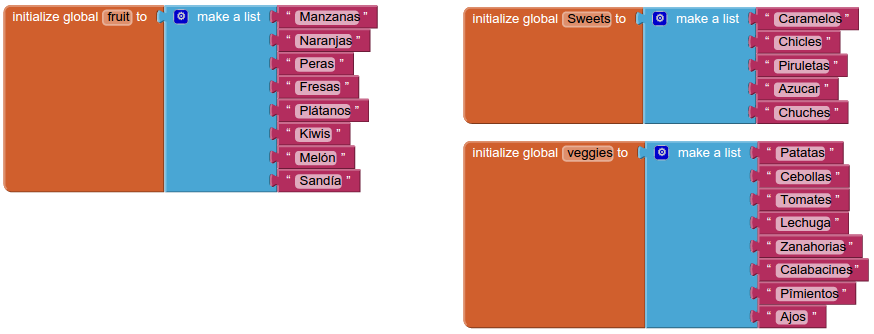 initialize global fruit to make a list " Manzanas "
" Naranjas "
" Peras "
" Fresas "
" Plátanos "
" Kiwis "
" Melón "
" Sandía "
initialize global Sweets to make a list " Caramelos "
" Chicles "
" Piruletas "
" Azucar "
" Chuches "
initialize global veggies to make a list " Patatas "
" Cebollas "
" Tomates "
" Lechuga "
" Zanahorias "
" Calabacines "
" Pîmientos "
" Ajos "